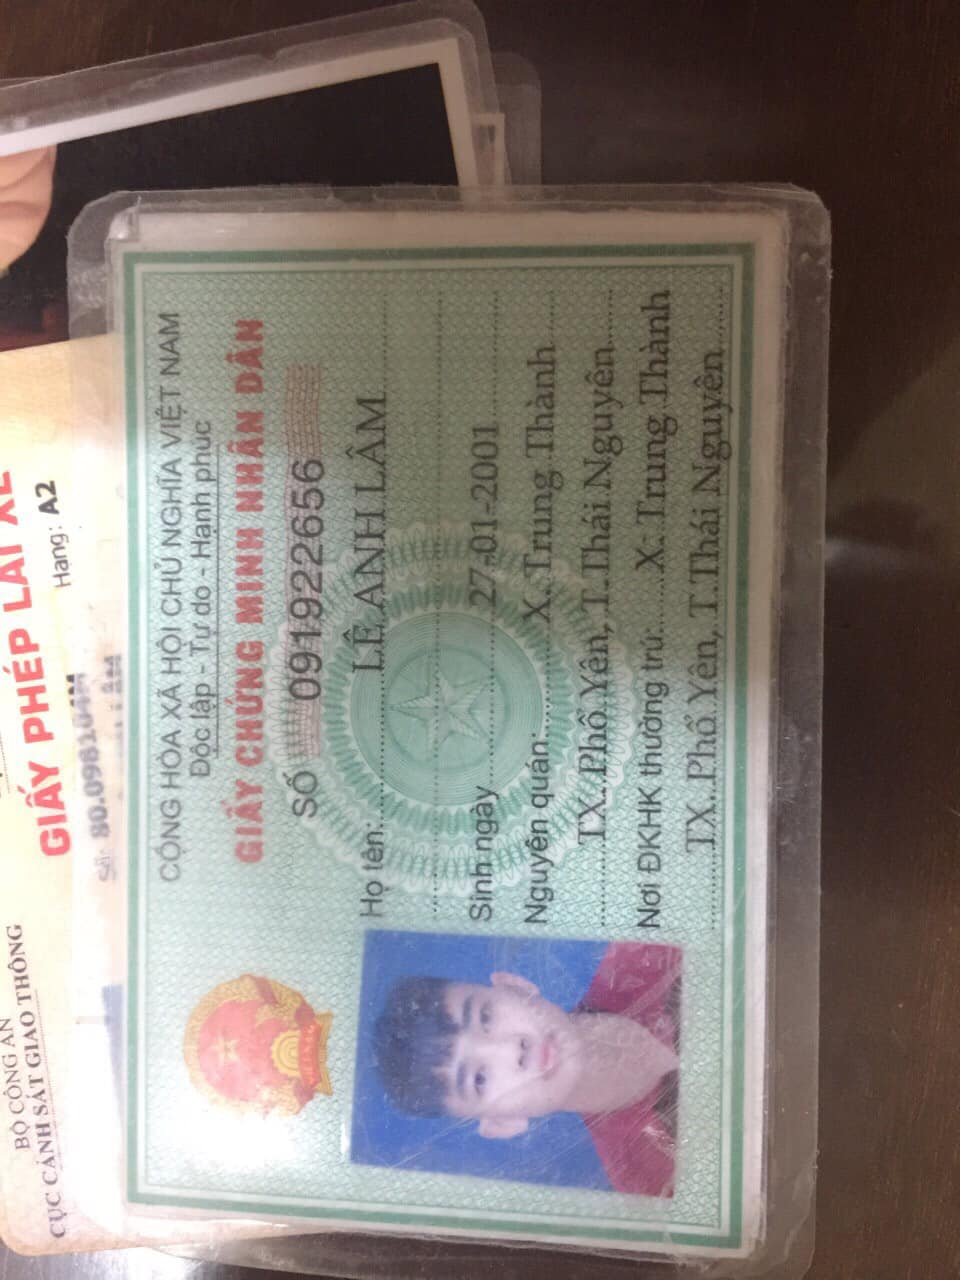 BỘ CÔNG AN
CỤC CẢNH SÁT GIAO THÔNG
GIẤY PHÉP LÁI XE
Số:
Hạng: A2
CỘNG HÒA XÃ HỘI CHỦ NGHĨA VIỆT NAM
Độc lập - Tự do - Hạnh phúc
GIẤY CHỨNG MINH NHÂN DÂN
SỐ 091922656
Họ tên: LÊ ANH LÂM
Sinh ngày 27-01-2001
Nguyên quán: X. Trung Thành
TX. Phổ Yên, T. Thái Nguyên
Nơi ĐKHK thường trú: X. Trung Thành
TX. Phổ Yên, T. Thái Nguyên